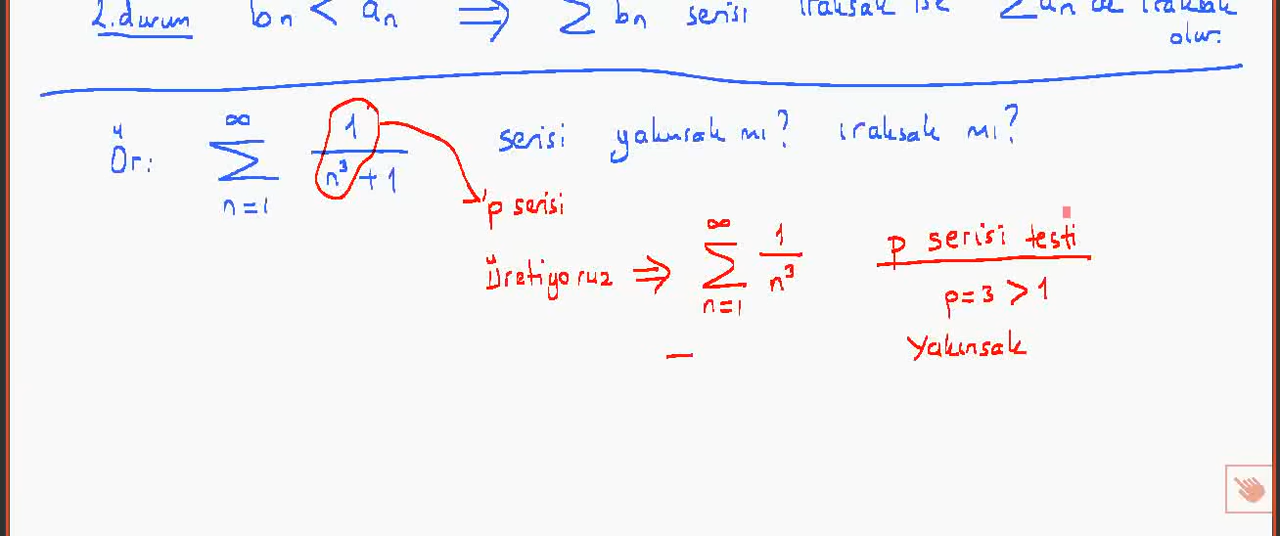 2. durum bn < an ⇒ ∑ bn serisi ıraksak ise ∑ an de ıraksak
olur.
Ör: ∑_{n=1}^{∞} 1/(n³+1) serisi yakınsak mı? ıraksak mı?
p serisi
Üretiyoruz ⇒ ∑_{n=1}^{∞} 1/n³
p serisi testi
p=3 > 1
Yakınsak